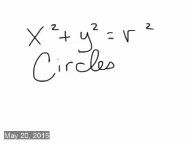 x² + y² = r²
Circles
May 20, 2015